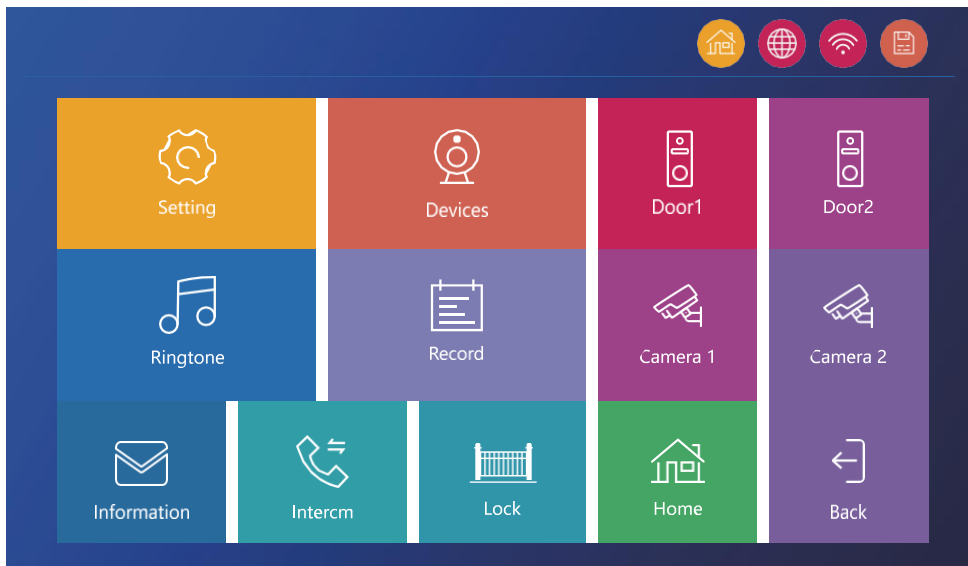 Setting
Devices
Door1
Door2
Ringtone
Record
Camera 1
Camera 2
Information
Intercm
Lock
Home
Back